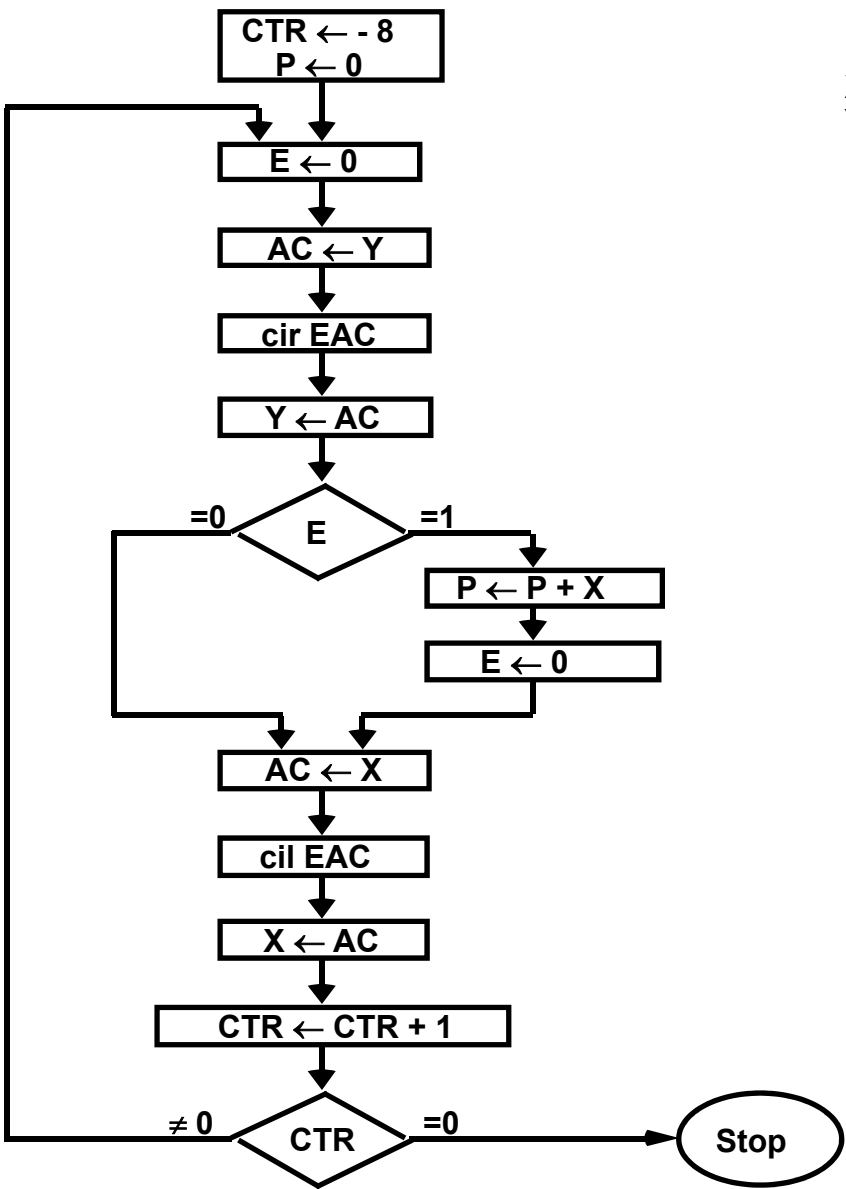 CTR ← - 8
P ← 0
E ← 0
AC ← Y
cir EAC
Y ← AC
=0
E
=1
P ← P + X
E ← 0
AC ← X
cil EAC
X ← AC
CTR ← CTR + 1
≠ 0
CTR
=0
Stop